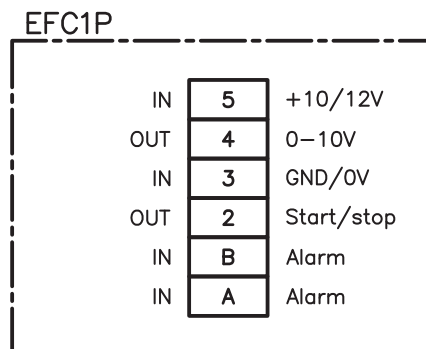 EFC1P
IN 5 +10/12V
OUT 4 0-10V
IN 3 GND/0V
OUT 2 Start/stop
IN B Alarm
IN A Alarm